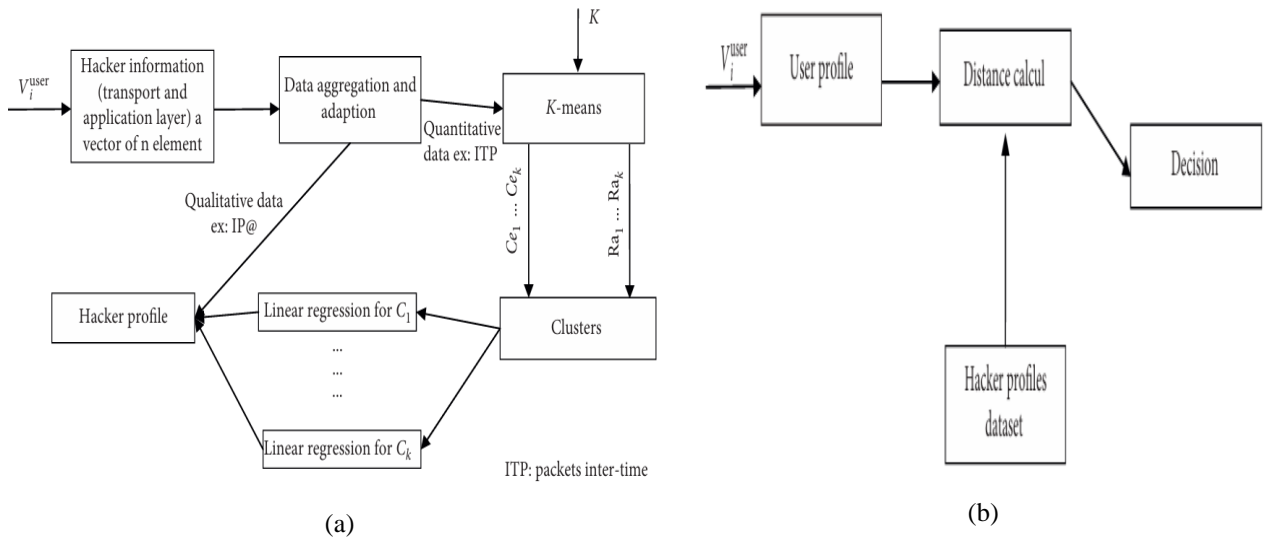 K
V_i^user
Hacker information
(transport and
application layer) a
vector of n element
Data aggregation and
adaption
K-means
Quantitative
data ex: ITP
Qualitative data
ex: IP@
Ce_1 ... Ce_k
Ra_1 ... Ra_k
Hacker profile
Linear regression for C_1
...
...
...
Linear regression for C_k
Clusters
ITP: packets inter-time
(a)
V_i^user
User profile
Distance calcul
Decision
Hacker profiles
dataset
(b)